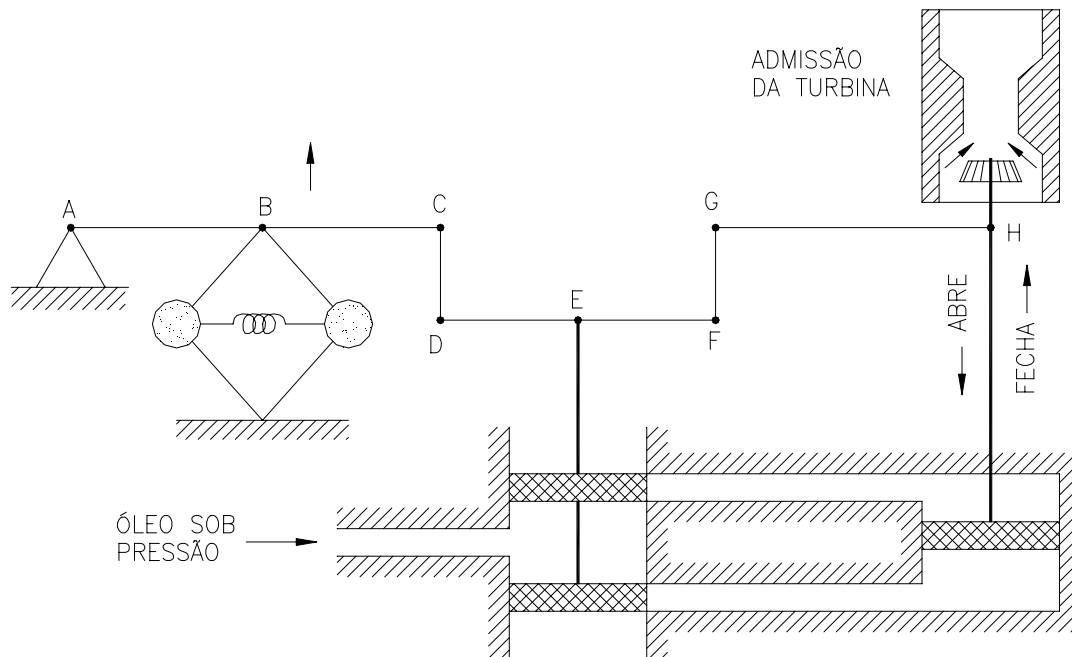 ADMISSÃO
DA TURBINA
A
B
C
G
H
D
E
F
ABRE
FECHA
ÓLEO SOB
PRESSÃO